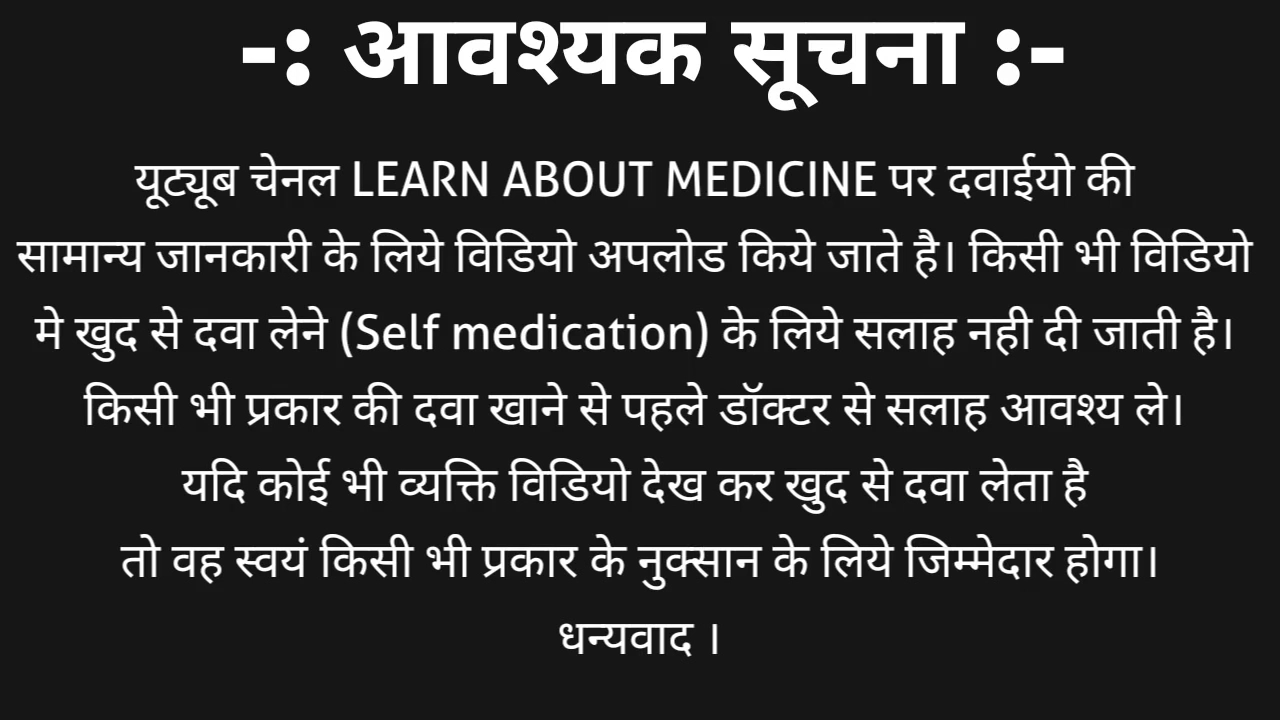 -: आवश्यक सूचना :-
यूट्यूब चेनल LEARN ABOUT MEDICINE पर दवाईयो की
सामान्य जानकारी के लिये विडियो अपलोड किये जाते है। किसी भी विडियो
मे खुद से दवा लेने (Self medication) के लिये सलाह नही दी जाती है।
किसी भी प्रकार की दवा खाने से पहले डॉक्टर से सलाह आवश्य ले।
यदि कोई भी व्यक्ति विडियो देख कर खुद से दवा लेता है
तो वह स्वयं किसी भी प्रकार के नुक्सान के लिये जिम्मेदार होगा।
धन्यवाद ।